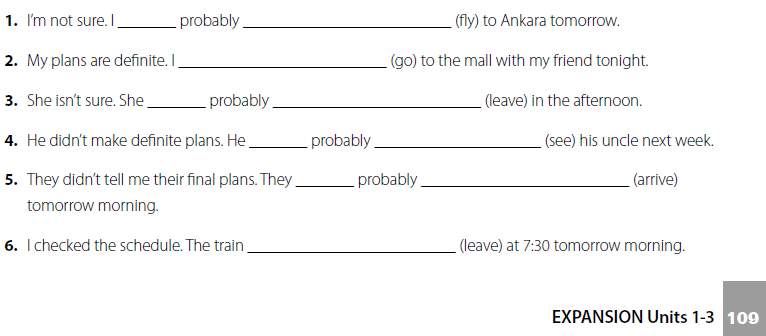 1. I'm not sure. I ________ probably ______________________________ (fly) to Ankara tomorrow.
2. My plans are definite. I ______________________________ (go) to the mall with my friend tonight.
3. She isn't sure. She ________ probably ______________________________ (leave) in the afternoon.
4. He didn't make definite plans. He ________ probably ________________________ (see) his uncle next week.
5. They didn't tell me their final plans. They ________ probably ______________________________ (arrive)
tomorrow morning.
6. I checked the schedule. The train ______________________________ (leave) at 7:30 tomorrow morning.
EXPANSION Units 1-3 109